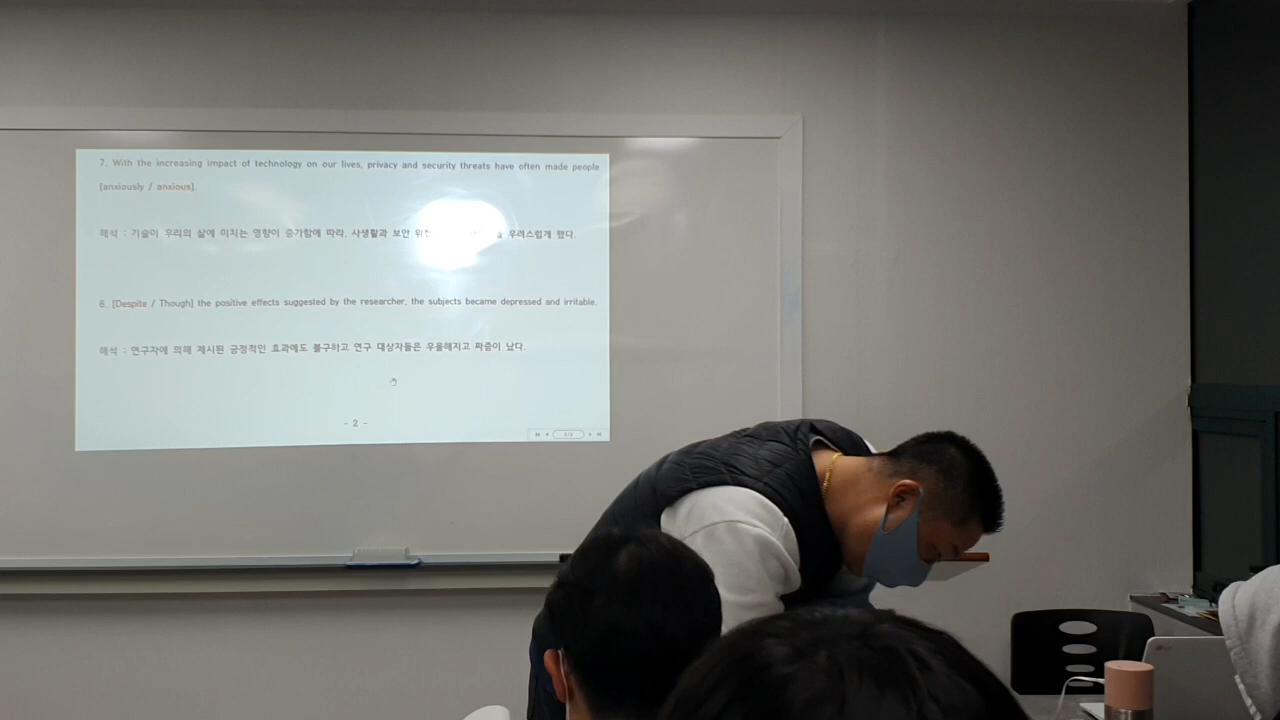 7. With the increasing impact of technology on our lives, privacy and security threats have often made people
[anxiously / anxious].
해석 : 기술이 우리의 삶에 미치는 영향이 증가함에 따라, 사생활과 보안 우려스럽게 했다.
8. [Despite / Though] the positive effects suggested by the researcher, the subjects became depressed and irritable.
해석 : 연구자에 의해 제시된 긍정적인 효과에도 불구하고 연구 대상자들은 우울해지고 짜증이 났다.
- 2 -
2/2